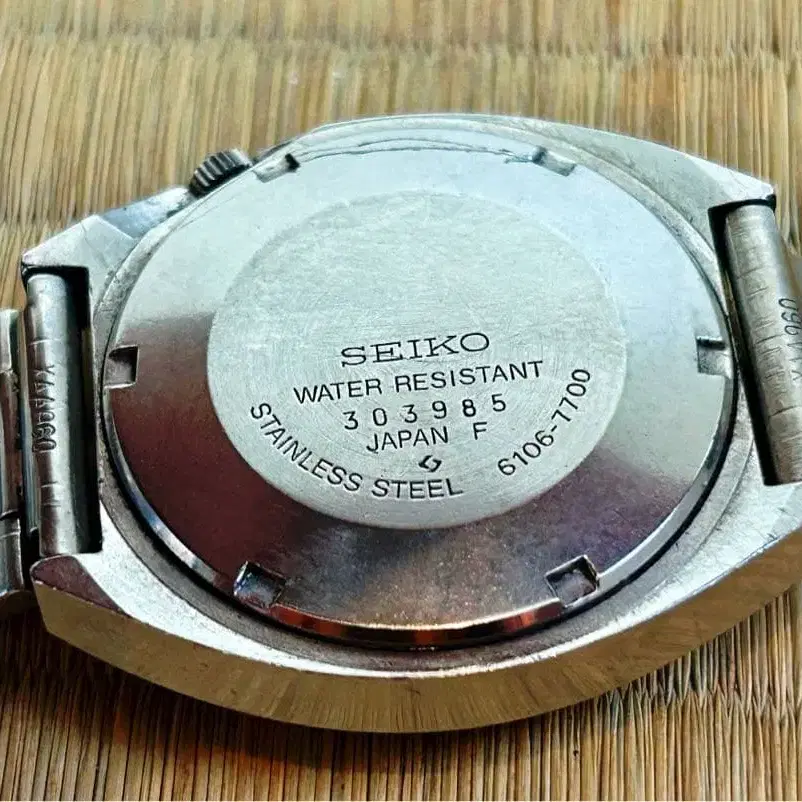 SEIKO
WATER RESISTANT
303985
JAPAN F
STAINLESS STEEL 6106-7700
XAA060